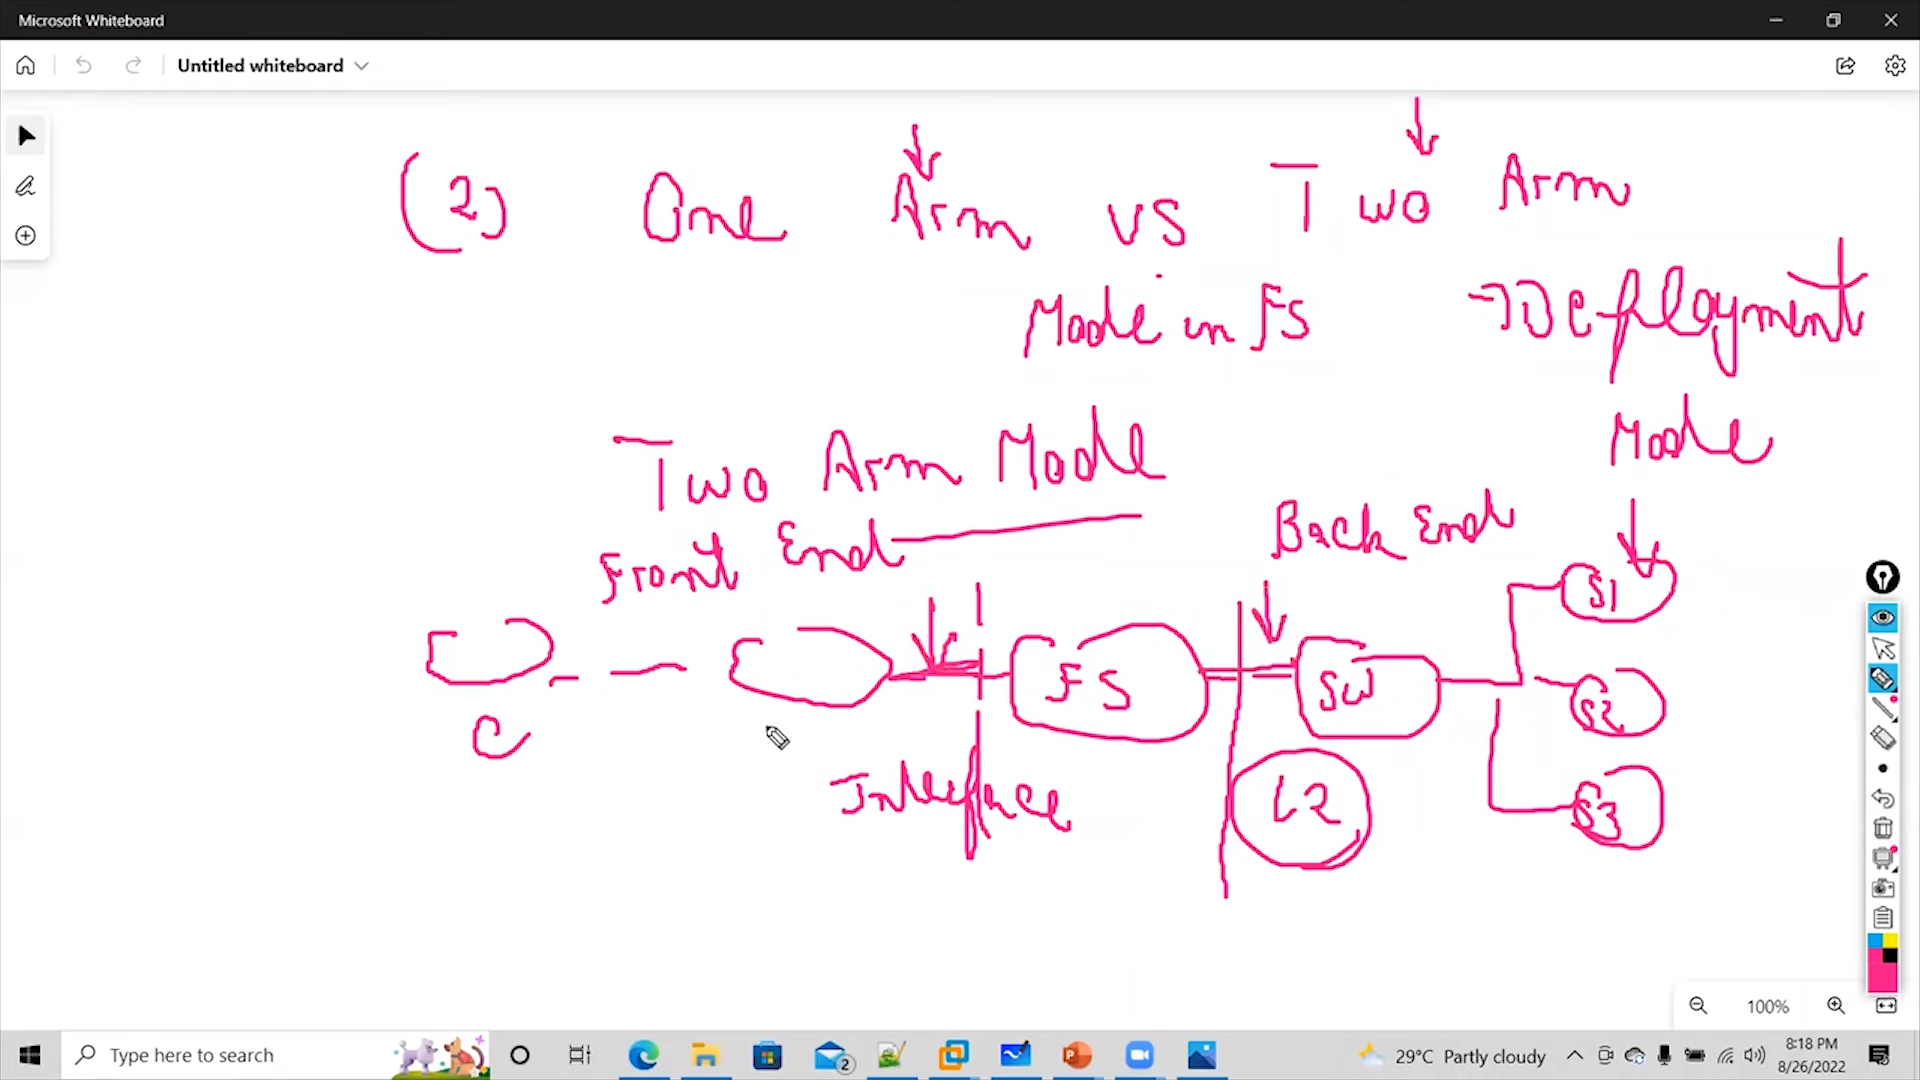 Microsoft Whiteboard
Untitled whiteboard
(2) One Arm VS Two Arm
Mode in FS → Deployment
Mode
Two Arm Mode
Front End
Back End
S1
FS
SW
S2
C
Interface
L2
S3
100%
Type here to search
2
29°C Partly cloudy
8:18 PM
8/26/2022